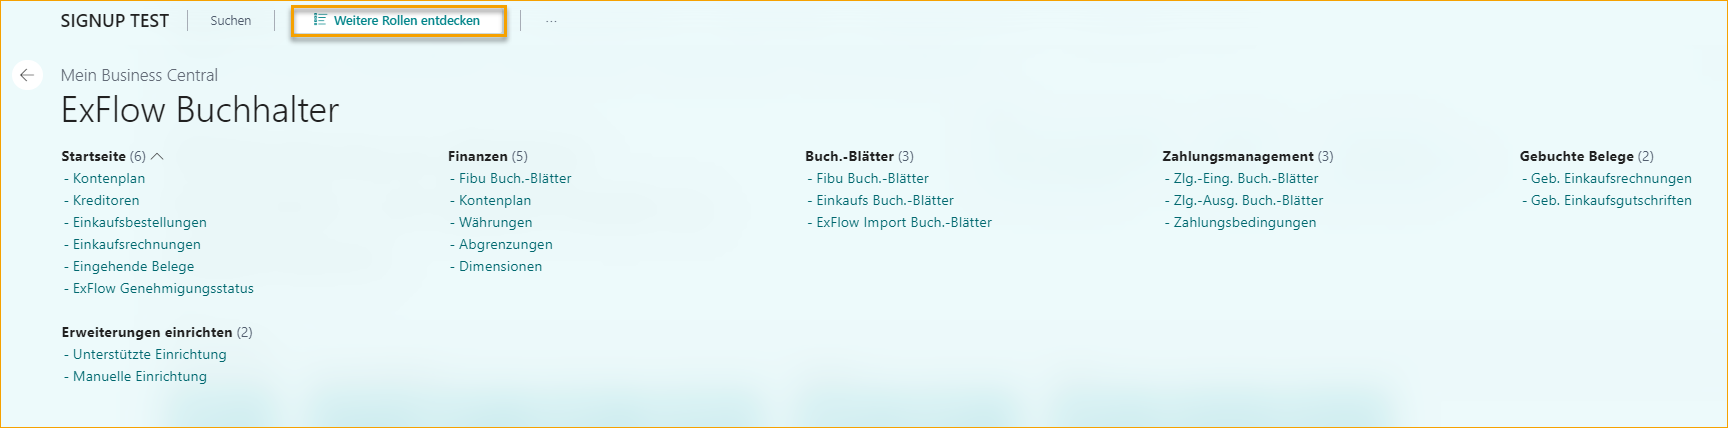 SIGNUP TEST
Suchen
Weitere Rollen entdecken
...
Mein Business Central
ExFlow Buchhalter
Startseite (6)
- Kontenplan
- Kreditoren
- Einkaufsbestellungen
- Einkaufsrechnungen
- Eingehende Belege
- ExFlow Genehmigungsstatus
Finanzen (5)
- Fibu Buch.-Blätter
- Kontenplan
- Währungen
- Abgrenzungen
- Dimensionen
Buch.-Blätter (3)
- Fibu Buch.-Blätter
- Einkaufs Buch.-Blätter
- ExFlow Import Buch.-Blätter
Zahlungsmanagement (3)
- Zlg.-Eing. Buch.-Blätter
- Zlg.-Ausg. Buch.-Blätter
- Zahlungsbedingungen
Gebuchte Belege (2)
- Geb. Einkaufsrechnungen
- Geb. Einkaufsgutschriften
Erweiterungen einrichten (2)
- Unterstützte Einrichtung
- Manuelle Einrichtung